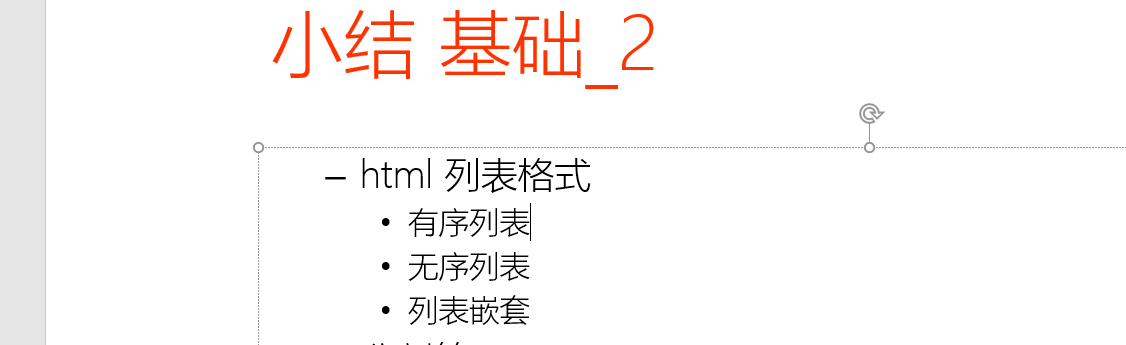 小结 基础_2
– html 列表格式
• 有序列表
• 无序列表
• 列表嵌套